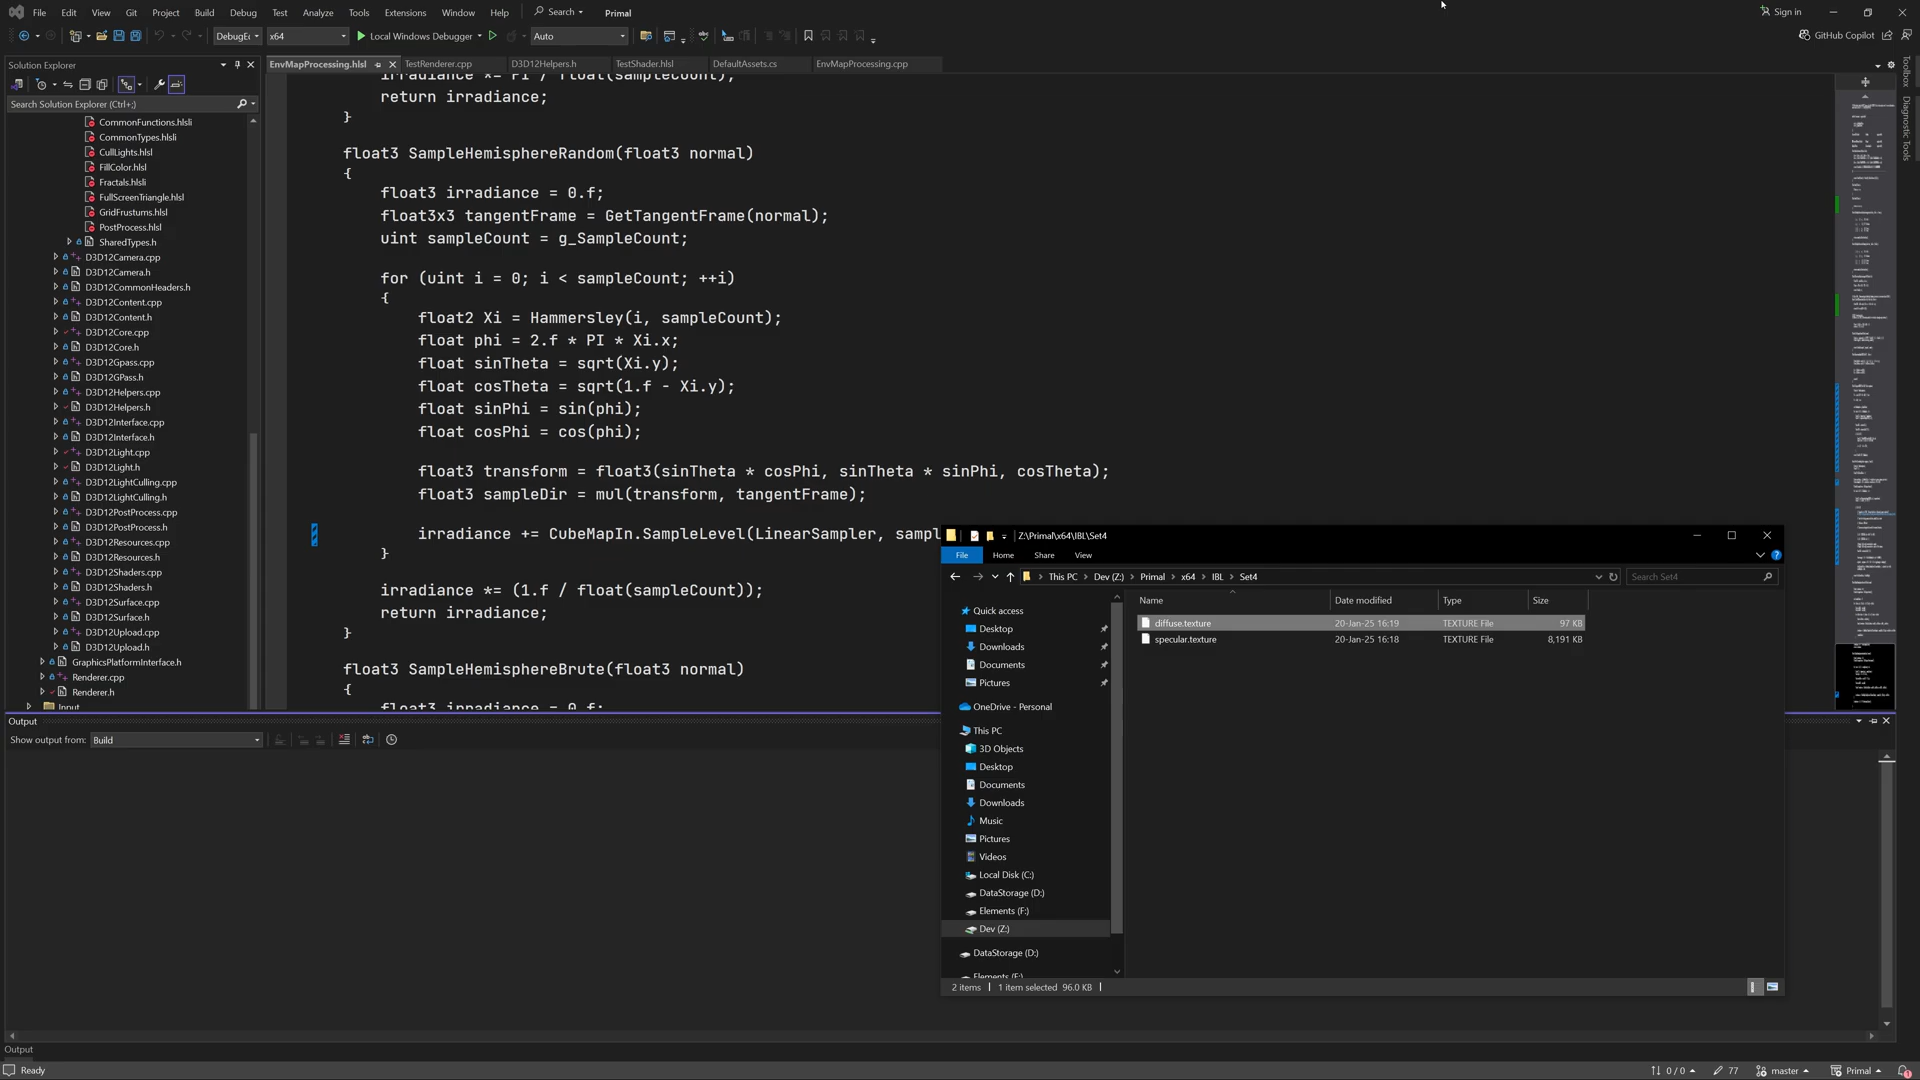 File Edit View Git Project Build Debug Test Analyze Tools Extensions Window Help Search Primal Sign in
DebugEc x64 Local Windows Debugger Auto GitHub Copilot
Solution Explorer
Search Solution Explorer (Ctrl+;)
CommonFunctions.hlsli
CommonTypes.hlsli
CullLights.hlsl
FillColor.hlsl
Fractals.hlsli
FullScreenTriangle.hlsl
GridFrustums.hlsl
PostProcess.hlsl
SharedTypes.h
D3D12Camera.cpp
D3D12Camera.h
D3D12CommonHeaders.h
D3D12Content.cpp
D3D12Content.h
D3D12Core.cpp
D3D12Core.h
D3D12Gpass.cpp
D3D12GPass.h
D3D12Helpers.cpp
D3D12Helpers.h
D3D12Interface.cpp
D3D12Interface.h
D3D12Light.cpp
D3D12Light.h
D3D12LightCulling.cpp
D3D12LightCulling.h
D3D12PostProcess.cpp
D3D12PostProcess.h
D3D12Resources.cpp
D3D12Resources.h
D3D12Shaders.cpp
D3D12Shaders.h
D3D12Surface.cpp
D3D12Surface.h
D3D12Upload.cpp
D3D12Upload.h
GraphicsPlatformInterface.h
Renderer.cpp
Renderer.h
Input
EnvMapProcessing.hlsl TestRenderer.cpp D3D12Helpers.h TestShader.hlsl DefaultAssets.cs EnvMapProcessing.cpp
irradiance *= PI / float(sampleCount);
return irradiance;
}
float3 SampleHemisphereRandom(float3 normal)
{
float3 irradiance = 0.f;
float3x3 tangentFrame = GetTangentFrame(normal);
uint sampleCount = g_SampleCount;
for (uint i = 0; i < sampleCount; ++i)
{
float2 Xi = Hammersley(i, sampleCount);
float phi = 2.f * PI * Xi.x;
float sinTheta = sqrt(Xi.y);
float cosTheta = sqrt(1.f - Xi.y);
float sinPhi = sin(phi);
float cosPhi = cos(phi);
float3 transform = float3(sinTheta * cosPhi, sinTheta * sinPhi, cosTheta);
float3 sampleDir = mul(transform, tangentFrame);
irradiance += CubeMapIn.SampleLevel(LinearSampler, sampl
}
irradiance *= (1.f / float(sampleCount));
return irradiance;
}
float3 SampleHemisphereBrute(float3 normal)
{
float3 irradiance = 0.f;
Toolbox
Diagnostic Tools
Z:\Primal\x64\IBL\Set4
File Home Share View
This PC Dev (Z:) Primal x64 IBL Set4 Search Set4
Quick access
Desktop
Downloads
Documents
Pictures
OneDrive - Personal
This PC
3D Objects
Desktop
Documents
Downloads
Music
Pictures
Videos
Local Disk (C:)
DataStorage (D:)
Elements (F:)
Dev (Z:)
DataStorage (D:)
Elements (F:)
Name Date modified Type Size
diffuse.texture 20-Jan-25 16:19 TEXTURE File 97 KB
specular.texture 20-Jan-25 16:18 TEXTURE File 8,191 KB
2 items 1 item selected 96.0 KB
Output
Show output from: Build
Output
Ready 0 / 0 77 master Primal